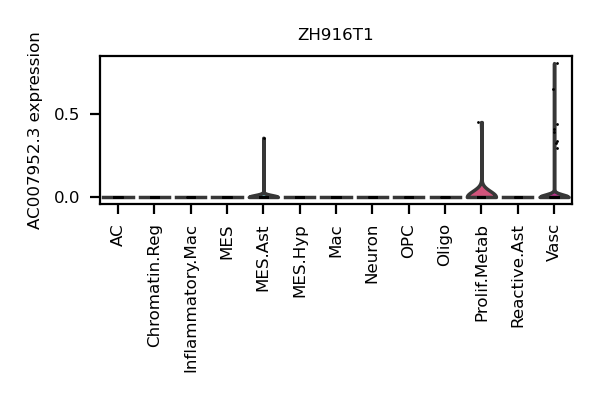 ZH916T1
AC007952.3 expression
0.5
0.0
AC
Chromatin.Reg
Inflammatory.Mac
MES
MES.Ast
MES.Hyp
Mac
Neuron
OPC
Oligo
Prolif.Metab
Reactive.Ast
Vasc